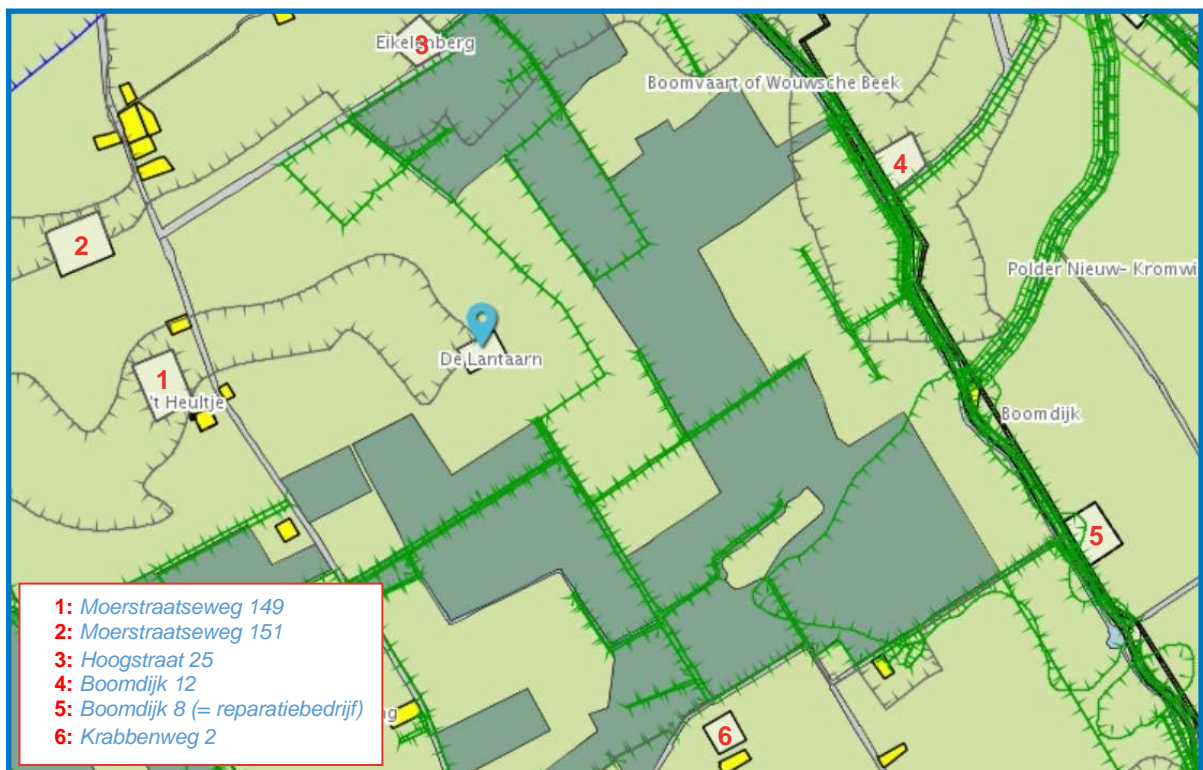 Eikelenberg
3
Boomvaart of Wouwsche Beek
4
2
Polder Nieuw- Kromwi
De Lantaarn
1
't Heultje
Boomdijk
5
1: Moerstraatseweg 149
2: Moerstraatseweg 151
3: Hoogstraat 25
4: Boomdijk 12
5: Boomdijk 8 (= reparatiebedrijf)
6: Krabbenweg 2
g
6